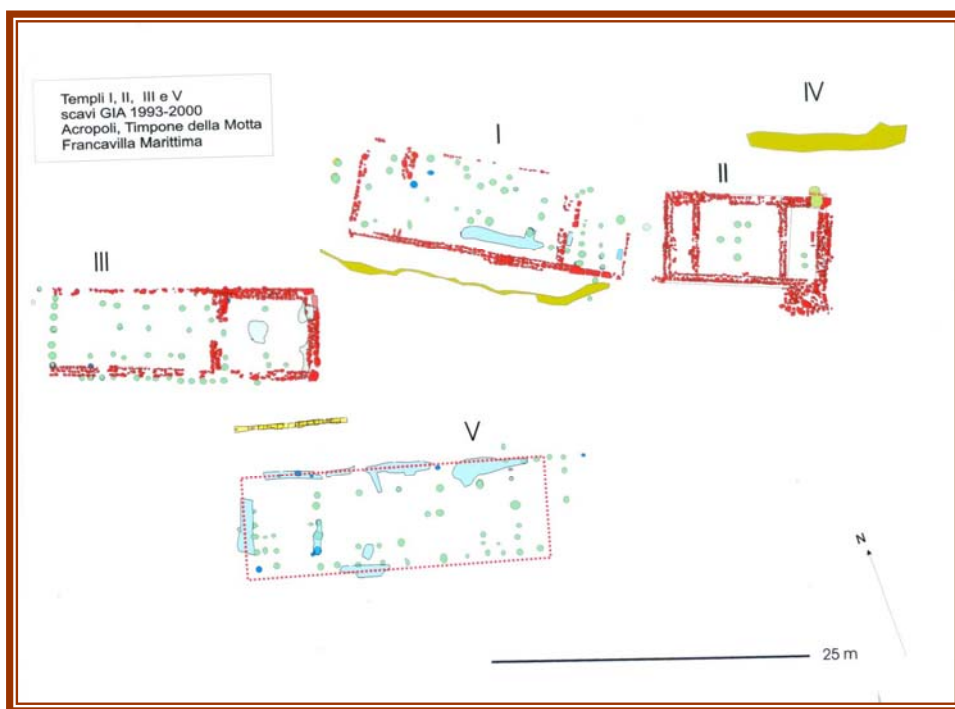 Templi I, II, III e V
scavi GIA 1993-2000
Acropoli, Timpone della Motta
Francavilla Marittima
IV
I
II
III
V
N
25 m